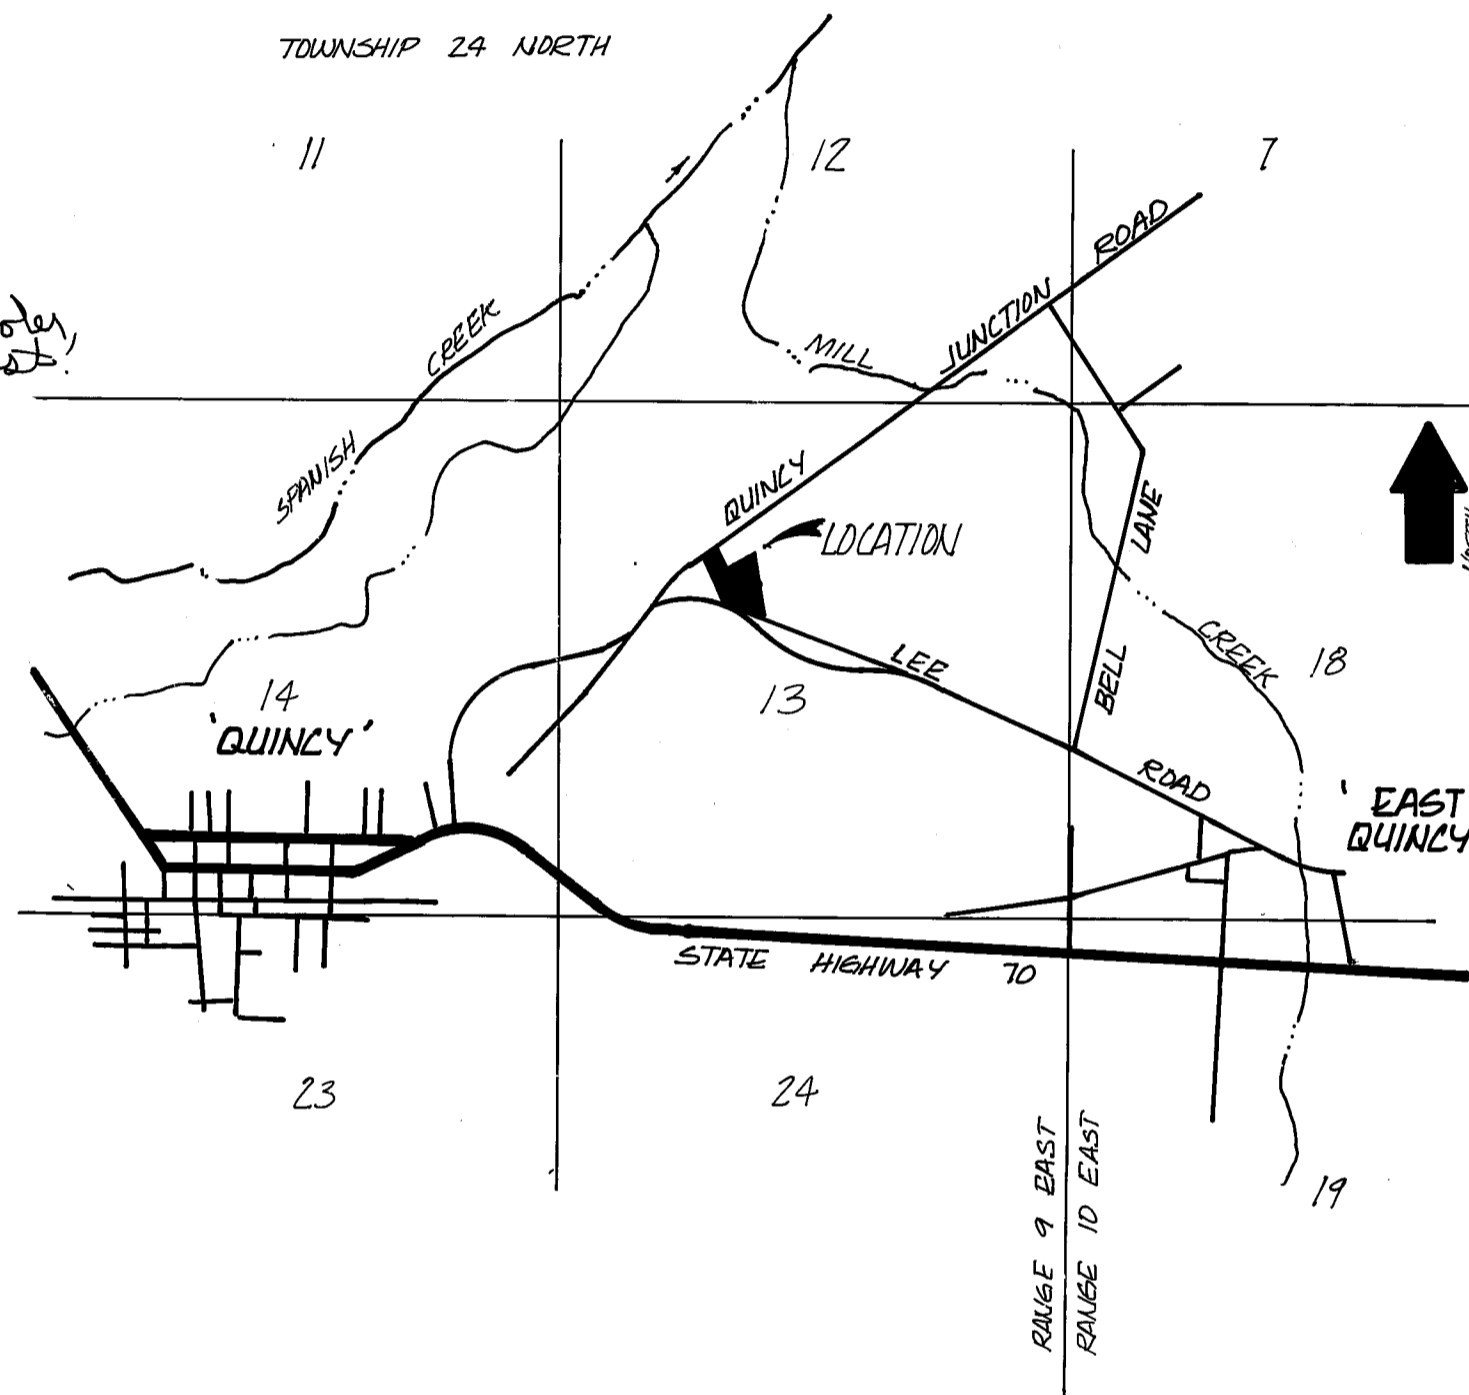 TOWNSHIP 24 NORTH
11
12
7
ROAD
JUNCTION
CREEK
MILL
SPANISH
QUINCY
LOCATION
LANE
NORTH
LEE
CREEK
18
BELL
14
13
'QUINCY'
ROAD
'EAST
QUINCY
STATE HIGHWAY 70
23
24
RANGE 9 EAST
RANGE 10 EAST
19